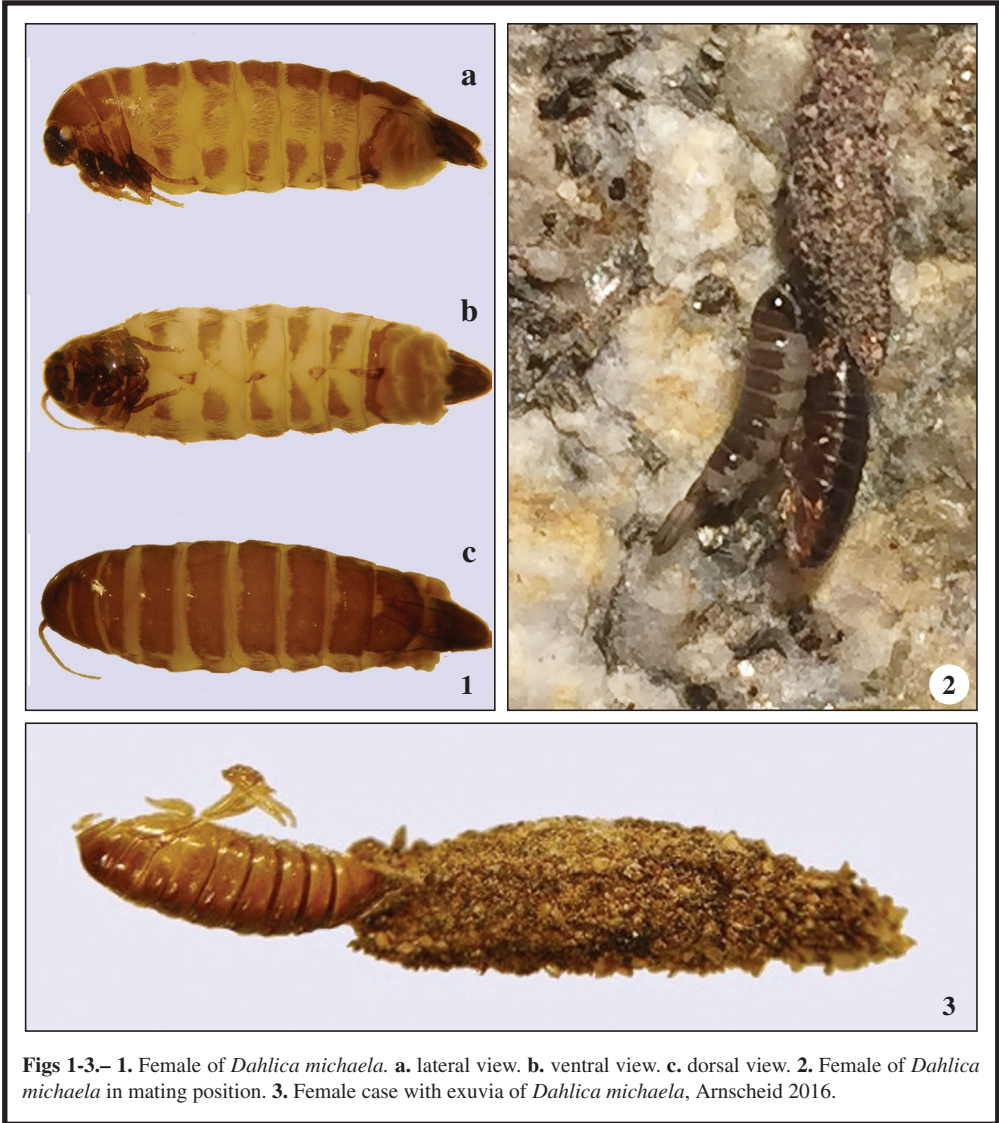 a
b
c
1
2
3
Figs 1-3.– 1. Female of Dahlica michaela. a. lateral view. b. ventral view. c. dorsal view. 2. Female of Dahlica
michaela in mating position. 3. Female case with exuvia of Dahlica michaela, Arnscheid 2016.